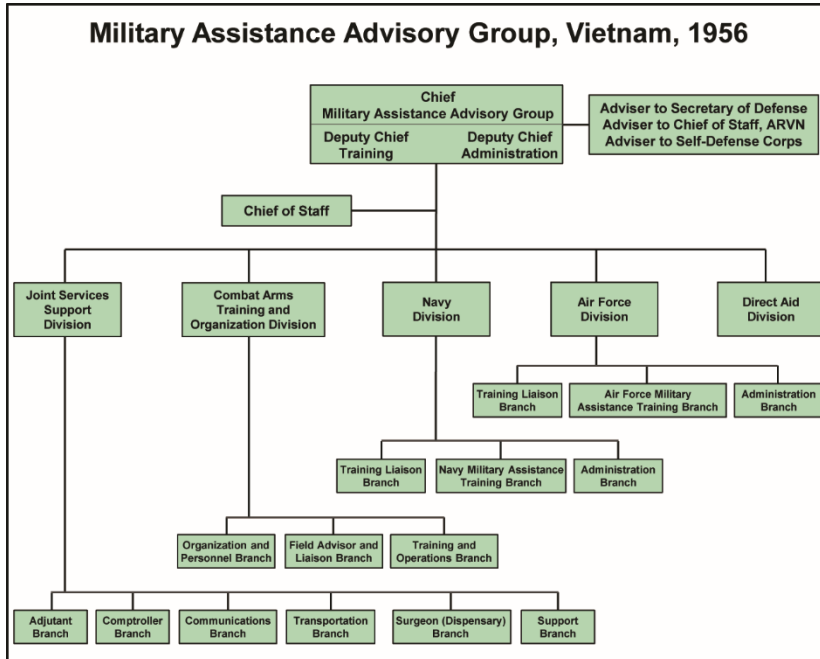 Military Assistance Advisory Group, Vietnam, 1956
Chief
Military Assistance Advisory Group
Deputy Chief
Training
Deputy Chief
Administration
Adviser to Secretary of Defense
Adviser to Chief of Staff, ARVN
Adviser to Self-Defense Corps
Chief of Staff
Joint Services
Support
Division
Combat Arms
Training and
Organization Division
Navy
Division
Air Force
Division
Direct Aid
Division
Training Liaison
Branch
Air Force Military
Assistance Training Branch
Administration
Branch
Training Liaison
Branch
Navy Military Assistance
Training Branch
Administration
Branch
Organization and
Personnel Branch
Field Advisor and
Liaison Branch
Training and
Operations Branch
Adjutant
Branch
Comptroller
Branch
Communications
Branch
Transportation
Branch
Surgeon (Dispensary)
Branch
Support
Branch